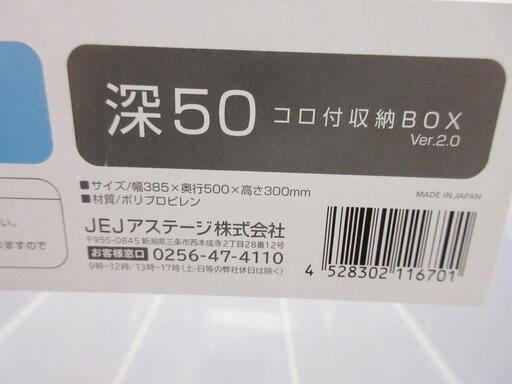 深50 コロ付収納BOX
Ver.2.0
■サイズ/幅385×奥行500×高さ300mm
■材質/ポリプロピレン
MADE IN JAPAN
JEJアステージ株式会社
〒955-0845 新潟県三条市西本成寺2丁目28番12号
お客様窓口 0256-47-4110
9時-12時/13時-17時(土・日等の弊社休日は除く)
4 528302 116701
い。
めますので